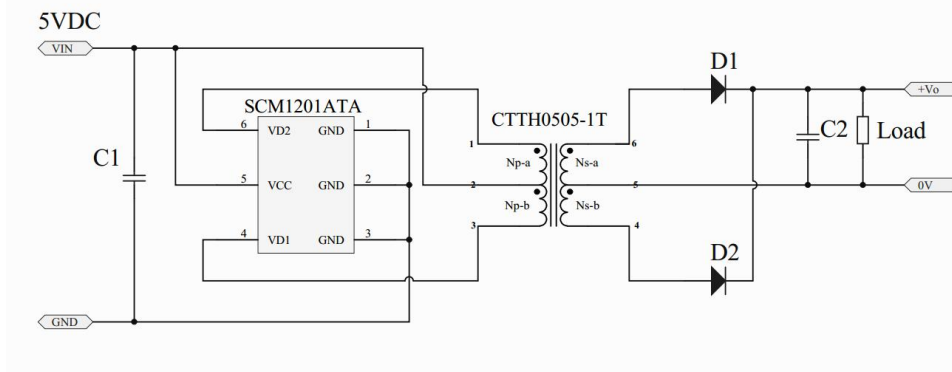 5VDC
VIN
D1
+Vo
SCM1201ATA
CTTH0505-1T
6 VD2 GND 1
1
6
C2 Load
C1
Np-a Ns-a
5 VCC GND 2
2
5
0V
Np-b Ns-b
4 VD1 GND 3
3
4
D2
GND